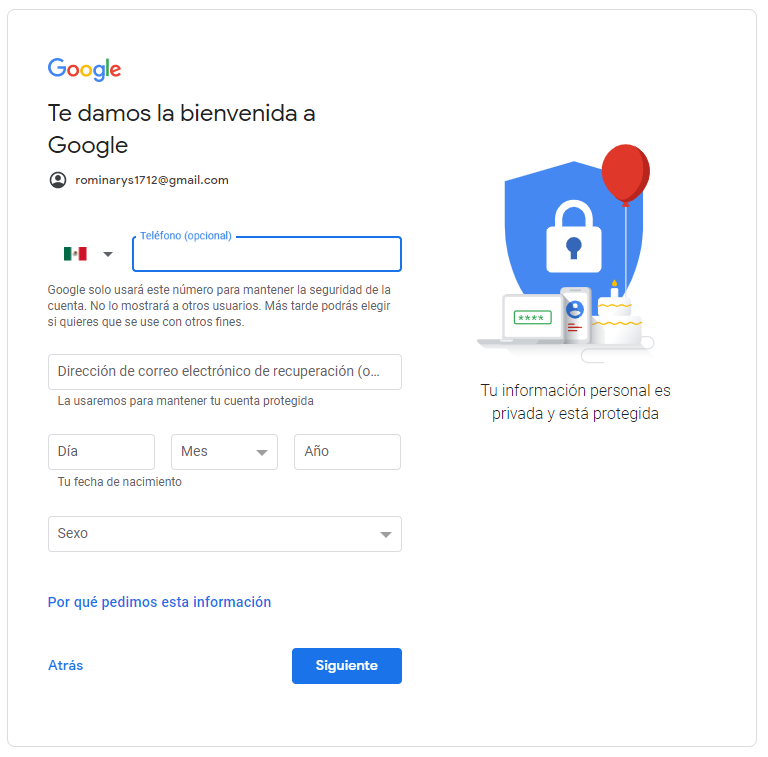 Google
Te damos la bienvenida a
Google
rominarys1712@gmail.com
Teléfono (opcional)
Google solo usará este número para mantener la seguridad de la
cuenta. No lo mostrará a otros usuarios. Más tarde podrás elegir
si quieres que se use con otros fines.
Dirección de correo electrónico de recuperación (o...
La usaremos para mantener tu cuenta protegida
Día
Mes
Año
Tu fecha de nacimiento
Sexo
Por qué pedimos esta información
Atrás
Siguiente
****
Tu información personal es
privada y está protegida